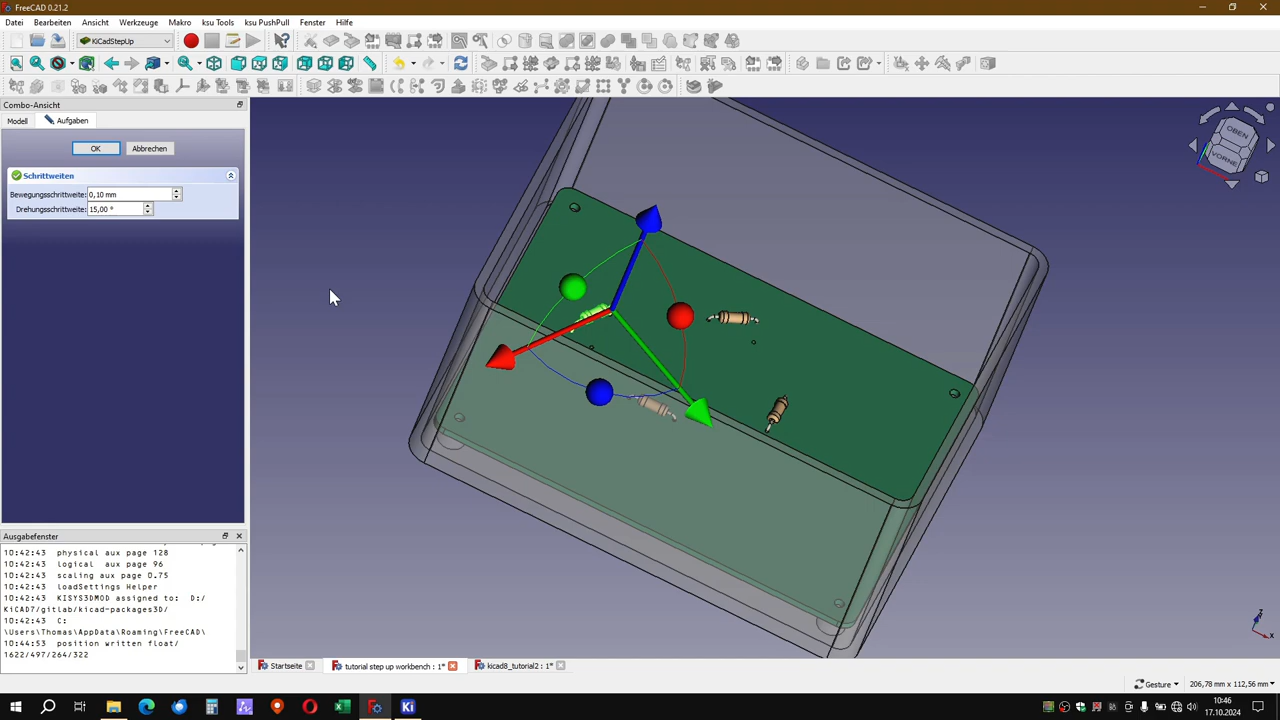 FreeCAD 0.21.2
Datei Bearbeiten Ansicht Werkzeuge Makro ksu Tools ksu PushPull Fenster Hilfe
KiCadStepUp
Combo-Ansicht
Modell Aufgaben
OK Abbrechen
Schrittweiten
Bewegungsschrittweite: 0,10 mm
Drehungsschrittweite: 15,00 °
OBEN
VORNE
Ausgabefenster
10:42:43 physical aux page 128
10:42:43 logical aux page 96
10:42:43 scaling aux page 0.75
10:42:43 loadSettings Helper
10:42:43 KISYS3DMOD assigned to: D:/
KiCAD7/gitlab/kicad-packages3D/
10:42:43 C:
\Users\Thomas\AppData\Roaming\FreeCAD\
10:44:53 position written float/
1622/497/264/322
Z
X
Startseite tutorial step up workbench : 1* kicad8_tutorial2 : 1*
Gesture 206,78 mm x 112,56 mm
Ki
10:46
17.10.2024